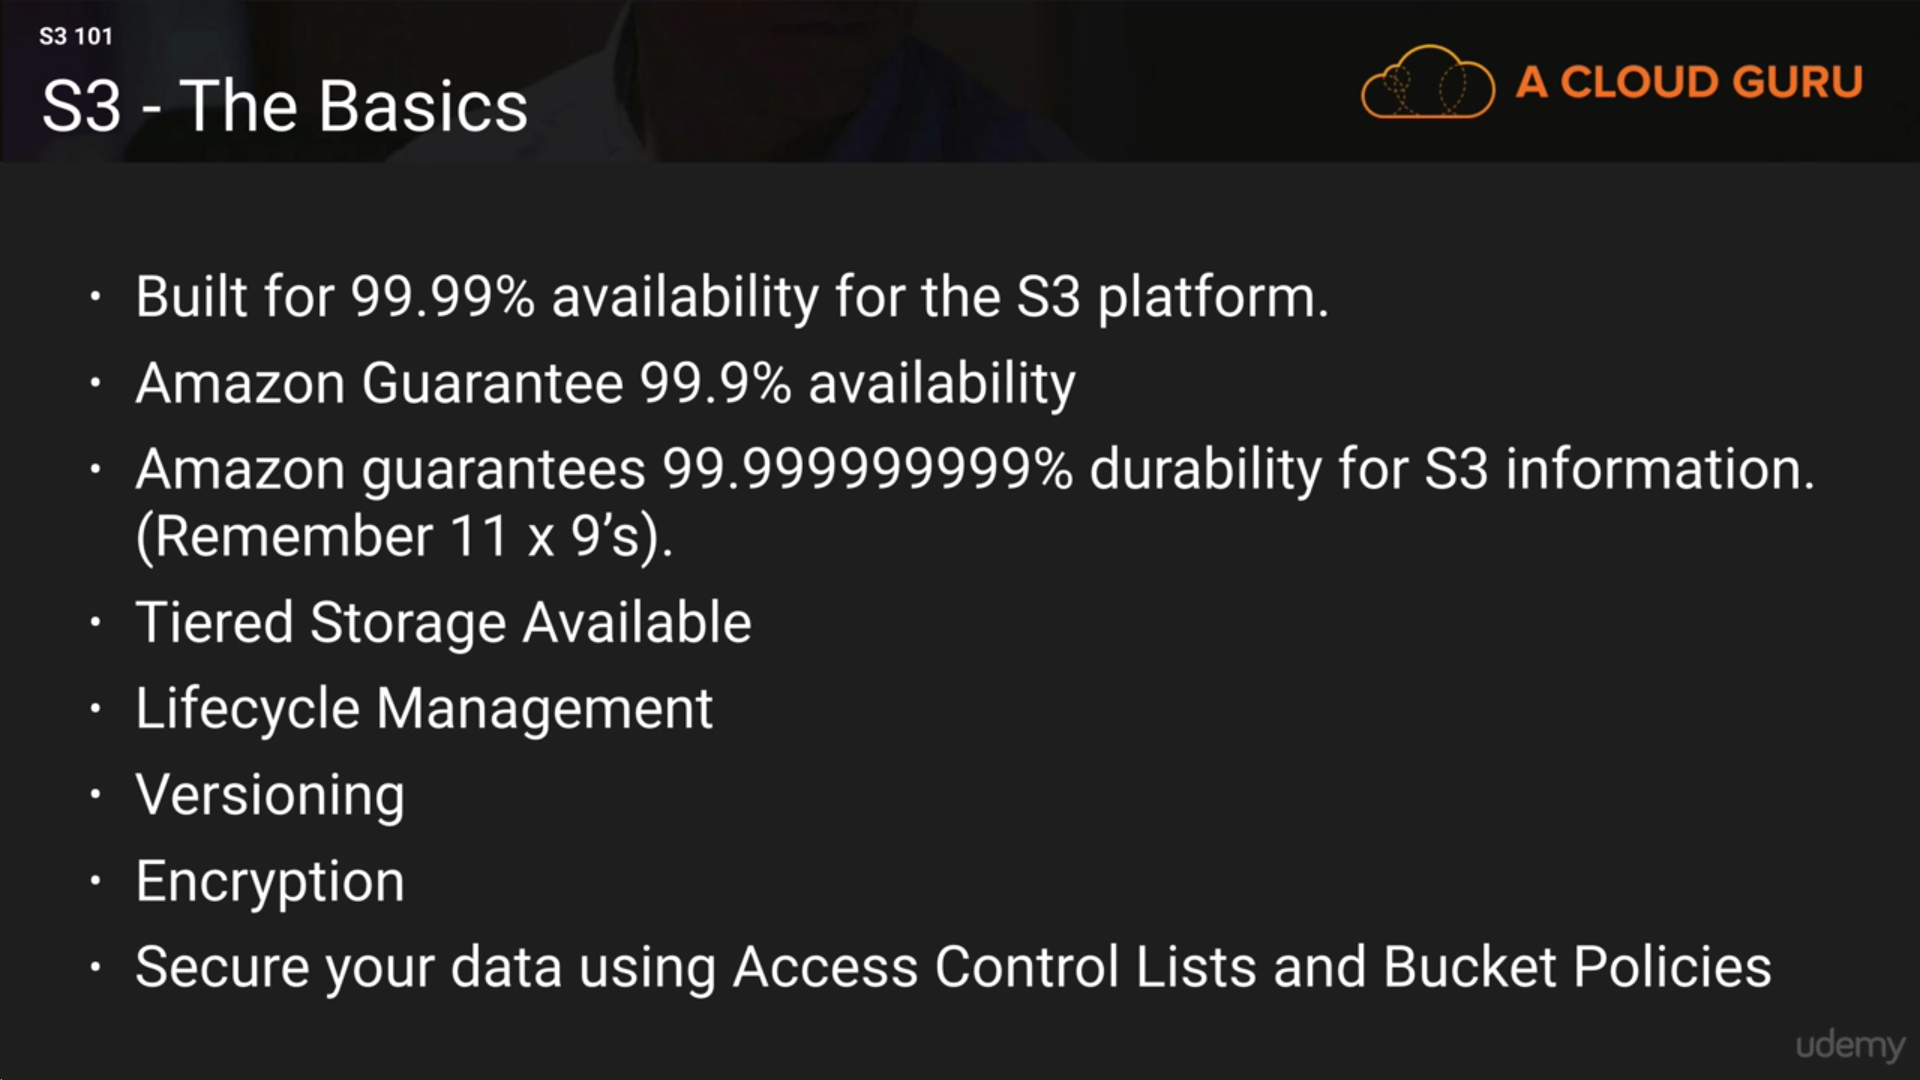 S3 101
S3 - The Basics
A CLOUD GURU
• Built for 99.99% availability for the S3 platform.
• Amazon Guarantee 99.9% availability
• Amazon guarantees 99.999999999% durability for S3 information.
(Remember 11 x 9’s).
• Tiered Storage Available
• Lifecycle Management
• Versioning
• Encryption
• Secure your data using Access Control Lists and Bucket Policies
udemy